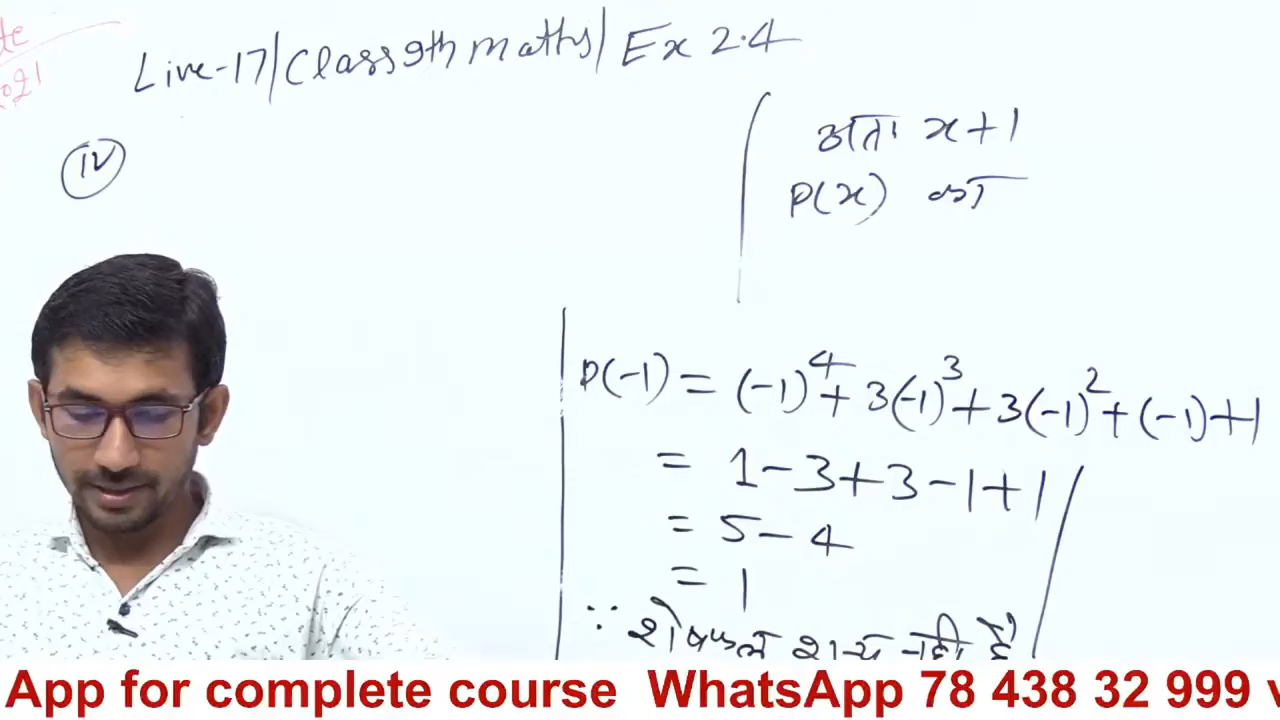 te
2021
Live-17/Class 9th maths/Ex 2.4
IV
अतः x+1
P(x) का
P(-1) = (-1)^4 + 3(-1)^3 + 3(-1)^2 + (-1) + 1
= 1 - 3 + 3 - 1 + 1
= 5 - 4
= 1
∵ शेषफल शून्य नहीं है
App for complete course WhatsApp 78 438 32 999 v